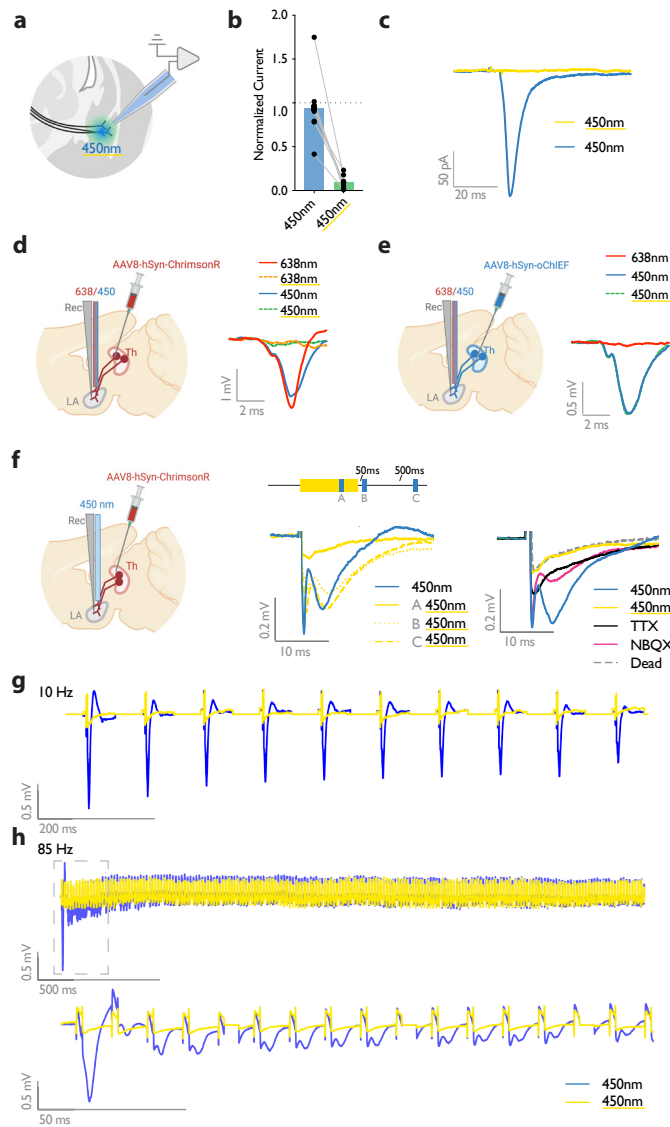 a
450nm
b
Normalized Current
2.0
1.5
1.0
0.5
0.0
450nm
450nm
c
450nm
450nm
50 pA
20 ms
d
AAV8-hSyn-ChrimsonR
638/450
Rec
Th
LA
638nm
638nm
450nm
450nm
1 mV
2 ms
e
AAV8-hSyn-oChIEF
638/450
Rec
Th
LA
638nm
450nm
450nm
0.5 mV
2 ms
f
AAV8-hSyn-ChrimsonR
450 nm
Rec
Th
LA
50ms
500ms
A
B
C
0.2 mV
10 ms
450nm
A 450nm
B 450nm
C 450nm
0.2 mV
10 ms
450nm
450nm
TTX
NBQX
Dead
g
10 Hz
0.5 mV
200 ms
h
85 Hz
0.5 mV
500 ms
0.5 mV
50 ms
450nm
450nm